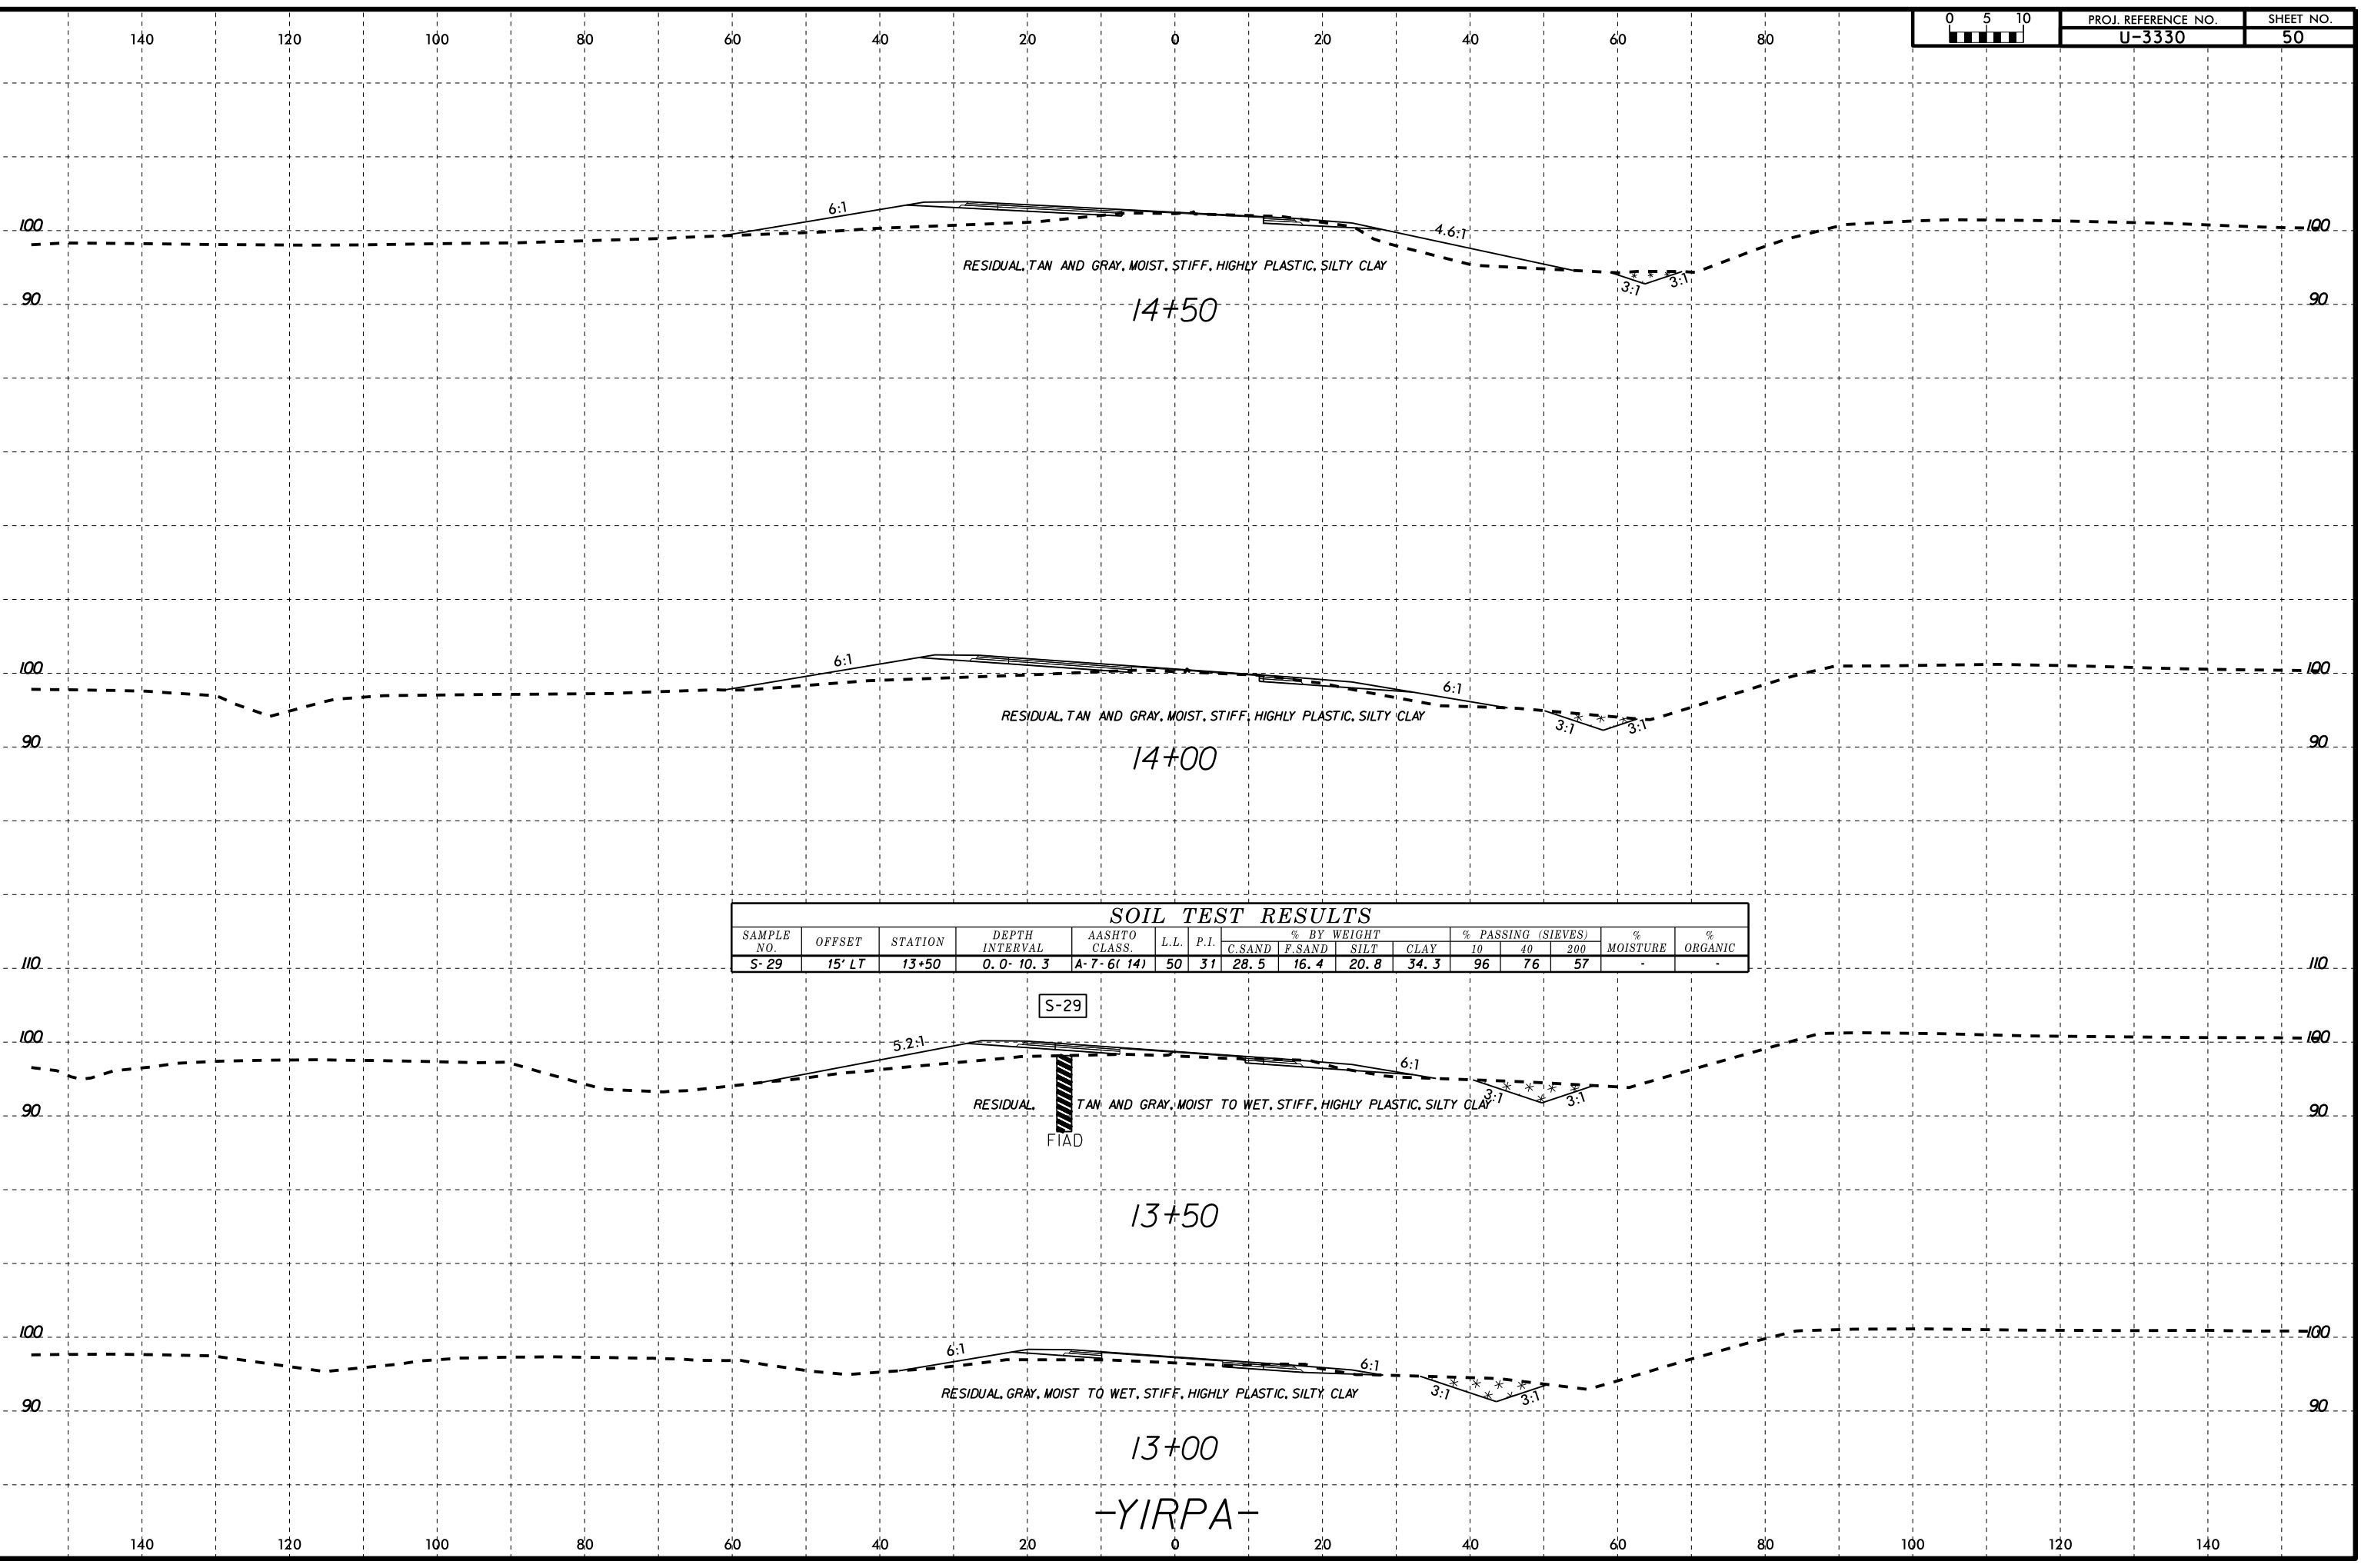 0 5 10 PROJ. REFERENCE NO. SHEET NO.
U-3330 50
140 120 100 80 60 40 20 0 20 40 60 80
6:1
100 4.6:1 100
RESIDUAL, TAN AND GRAY, MOIST, STIFF, HIGHLY PLASTIC, SILTY CLAY
3:1 3:1
90 90
14+50
6:1
100 100
6:1
RESIDUAL, TAN AND GRAY, MOIST, STIFF, HIGHLY PLASTIC, SILTY CLAY
3:1 3:1
90 90
14+00
SOIL TEST RESULTS
SAMPLE NO. OFFSET STATION DEPTH INTERVAL AASHTO CLASS. L.L. P.I. % BY WEIGHT % PASSING (SIEVES) % MOISTURE % ORGANIC
C.SAND F.SAND SILT CLAY 10 40 200
S-29 15' LT 13+50 0.0-10.3 A-7-6(14) 50 31 28.5 16.4 20.8 34.3 96 76 57 - -
110 110
S-29
100 5.2:1 100
6:1
RESIDUAL, TAN AND GRAY, MOIST TO WET, STIFF, HIGHLY PLASTIC, SILTY CLAY
3:1 3:1
90 90
FIAD
13+50
100 100
6:1 6:1
RESIDUAL, GRAY, MOIST TO WET, STIFF, HIGHLY PLASTIC, SILTY CLAY
3:1 3:1
90 90
13+00
-Y1RPA-
140 120 100 80 60 40 20 0 20 40 60 80 100 120 140